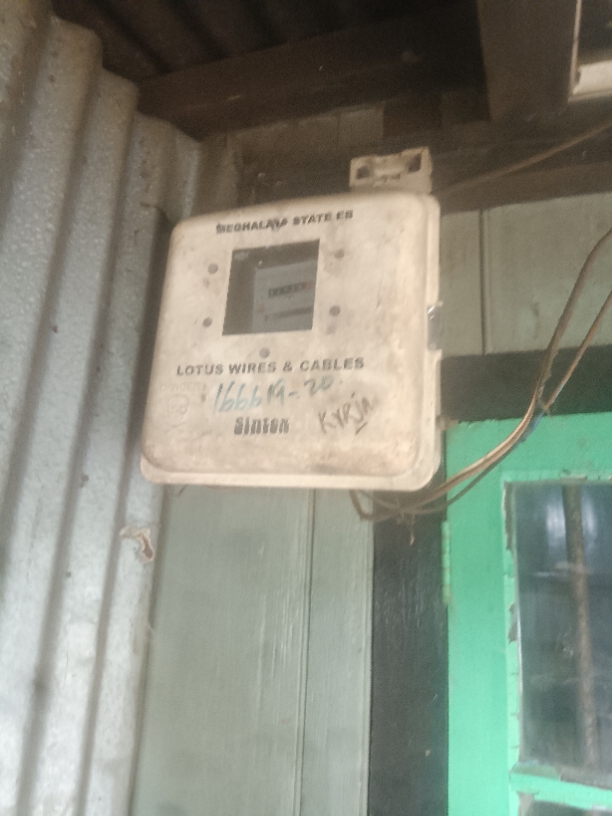 MEGHALAYA STATE EB
LOTUS WIRES & CABLES
166619-20
Sintex
KYRJA